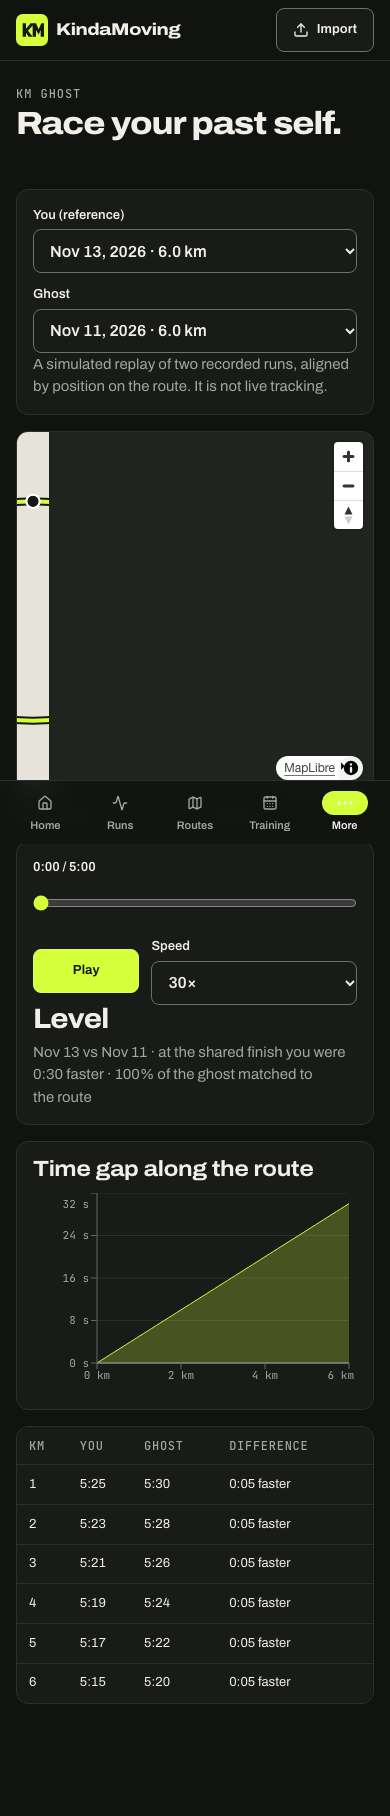 KM KindaMoving
Import
KM GHOST
Race your past self.
You (reference)
Nov 13, 2026 · 6.0 km
Ghost
Nov 11, 2026 · 6.0 km
A simulated replay of two recorded runs, aligned
by position on the route. It is not live tracking.
MapLibre
Home Runs Routes Training More
0:00 / 5:00
Speed
Play
30×
Level
Nov 13 vs Nov 11 · at the shared finish you were
0:30 faster · 100% of the ghost matched to
the route
Time gap along the route
32 s
24 s
16 s
8 s
0 s
0 km 2 km 4 km 6 km
KM YOU GHOST DIFFERENCE
1 5:25 5:30 0:05 faster
2 5:23 5:28 0:05 faster
3 5:21 5:26 0:05 faster
4 5:19 5:24 0:05 faster
5 5:17 5:22 0:05 faster
6 5:15 5:20 0:05 faster